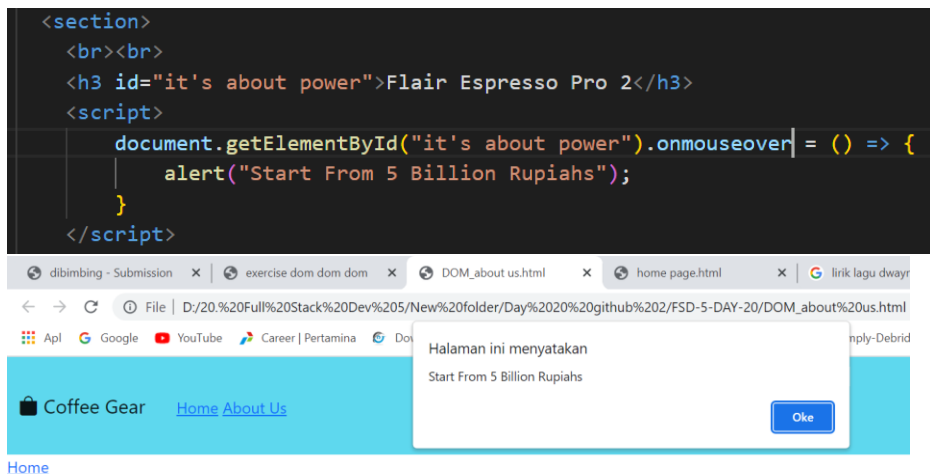 <section>
<br><br>
<h3 id="it's about power">Flair Espresso Pro 2</h3>
<script>
document.getElementById("it's about power").onmouseover = () => {
alert("Start From 5 Billion Rupiahs");
}
</script>
dibimbing - Submission exercise dom dom dom DOM_about us.html home page.html lirik lagu dwayn
File D:/20.%20Full%20Stack%20Dev%205/New%20folder/Day%2020%20github%202/FSD-5-DAY-20/DOM_about%20us.html
Apl Google YouTube Career | Pertamina Do mply-Debrid
Halaman ini menyatakan
Start From 5 Billion Rupiahs
Oke
Coffee Gear Home About Us
Home